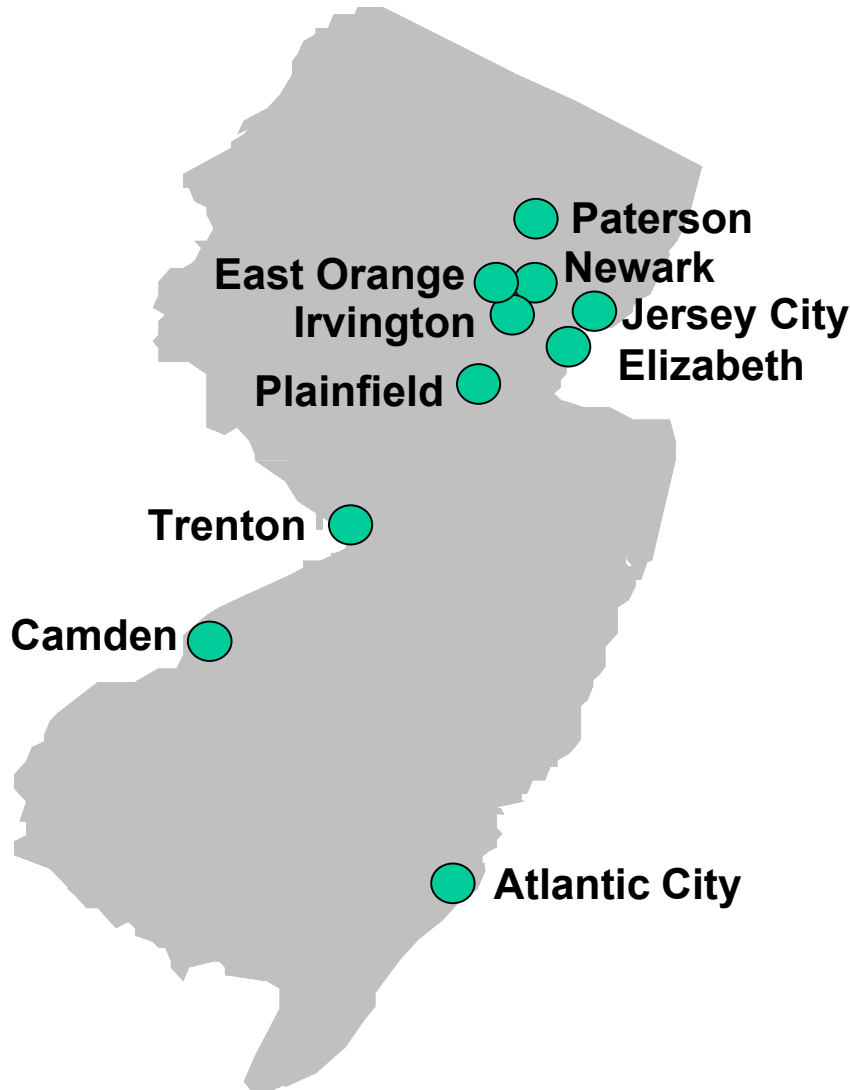 Paterson
Newark
East Orange
Irvington
Jersey City
Elizabeth
Plainfield
Trenton
Camden
Atlantic City